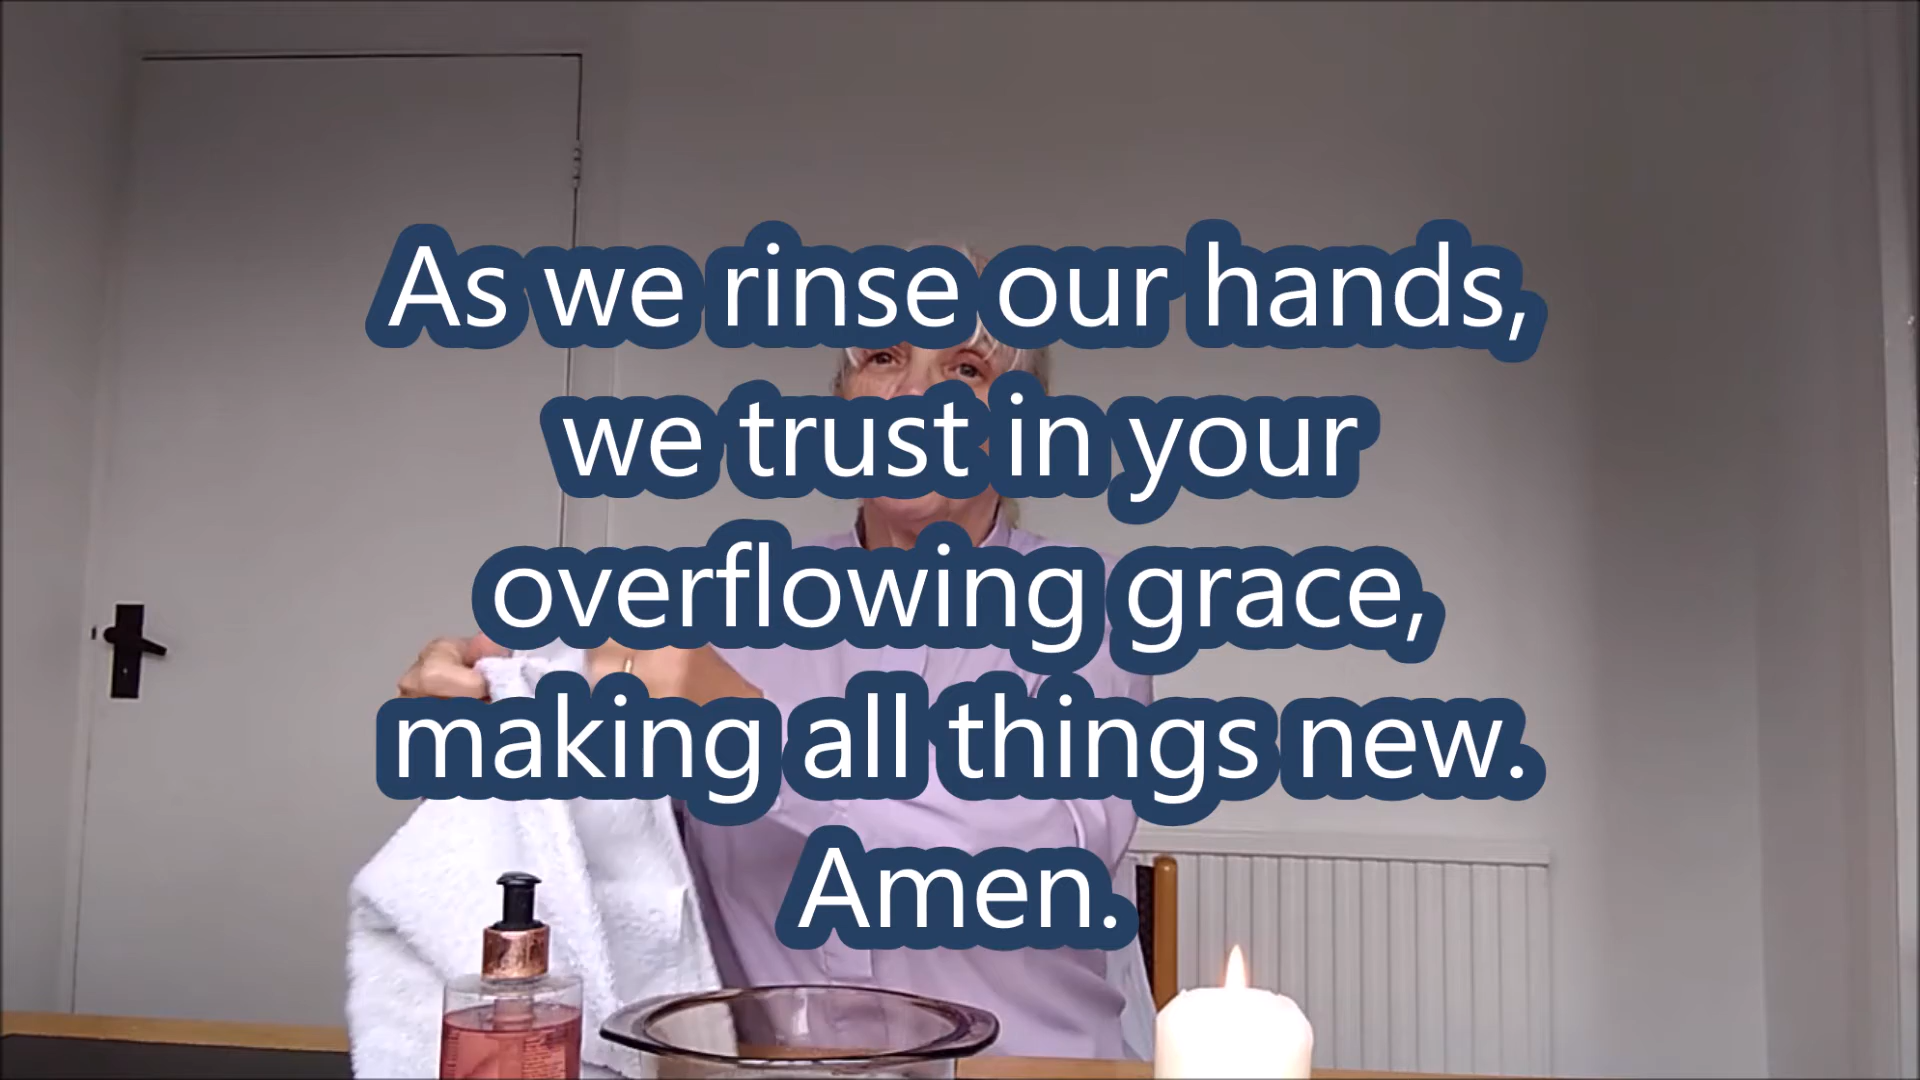 As we rinse our hands,
we trust in your
overflowing grace,
making all things new.
Amen.